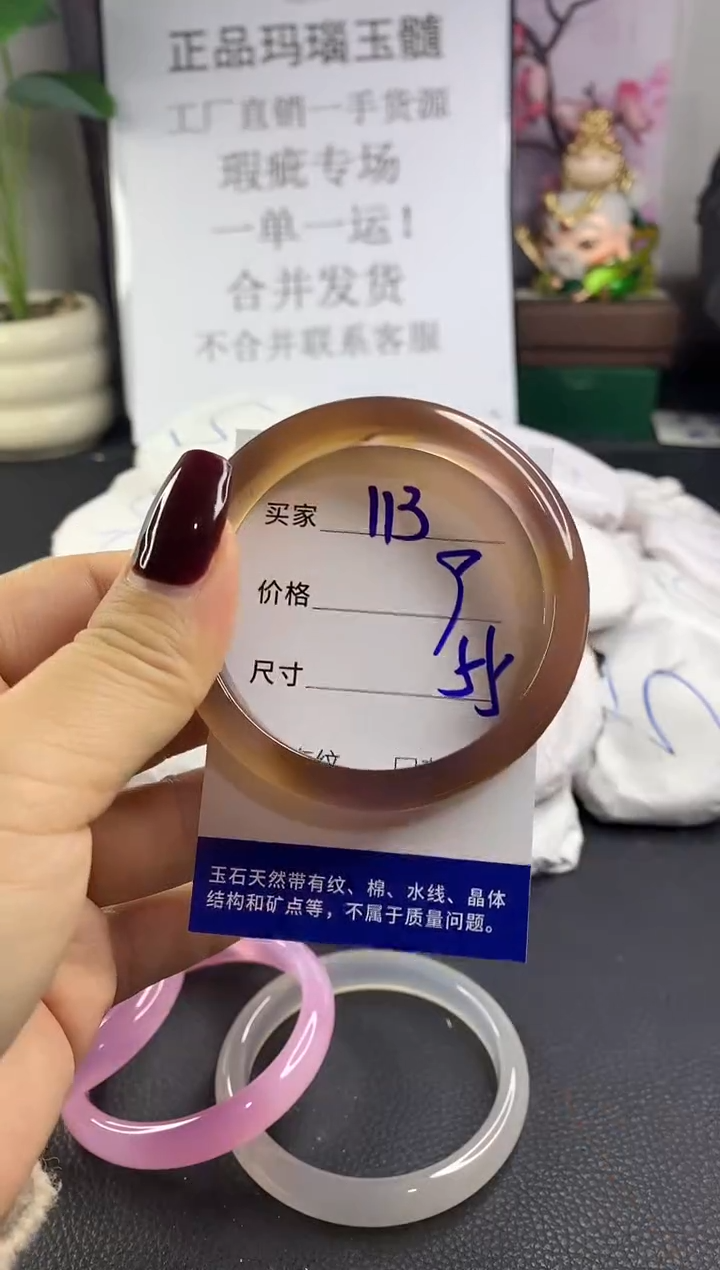 正品玛瑙玉髓
工厂直销一手货源
瑕疵专场
一单一运！
合并发货
不合并联系客服
买家 113
价格
尺寸 55
玉石天然带有纹、棉、水线、晶体
结构和矿点等，不属于质量问题。